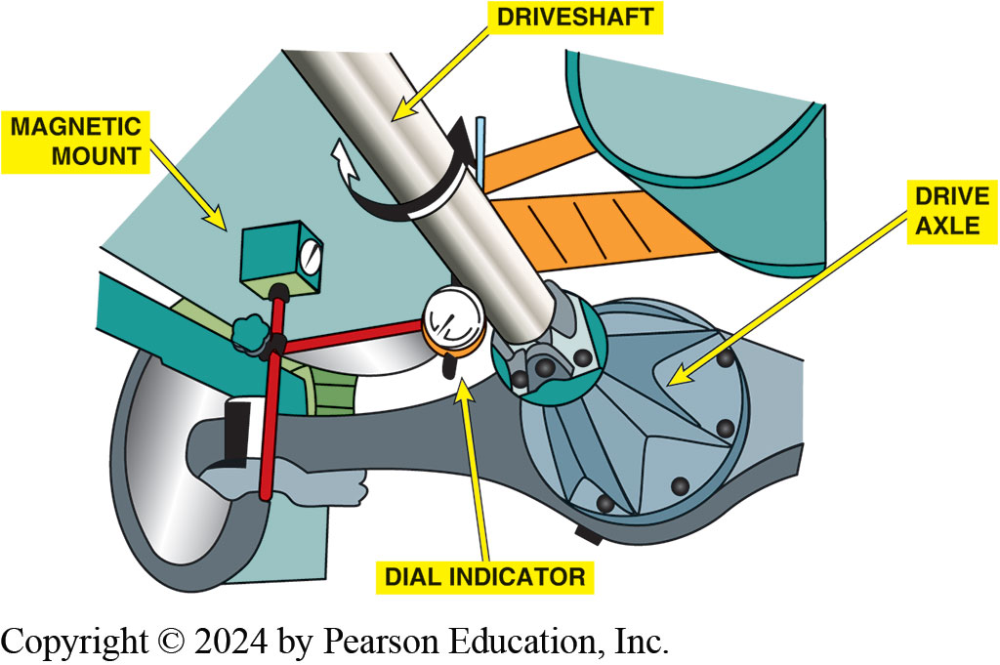 DRIVESHAFT
MAGNETIC
MOUNT
DRIVE
AXLE
DIAL INDICATOR
Copyright © 2024 by Pearson Education, Inc.